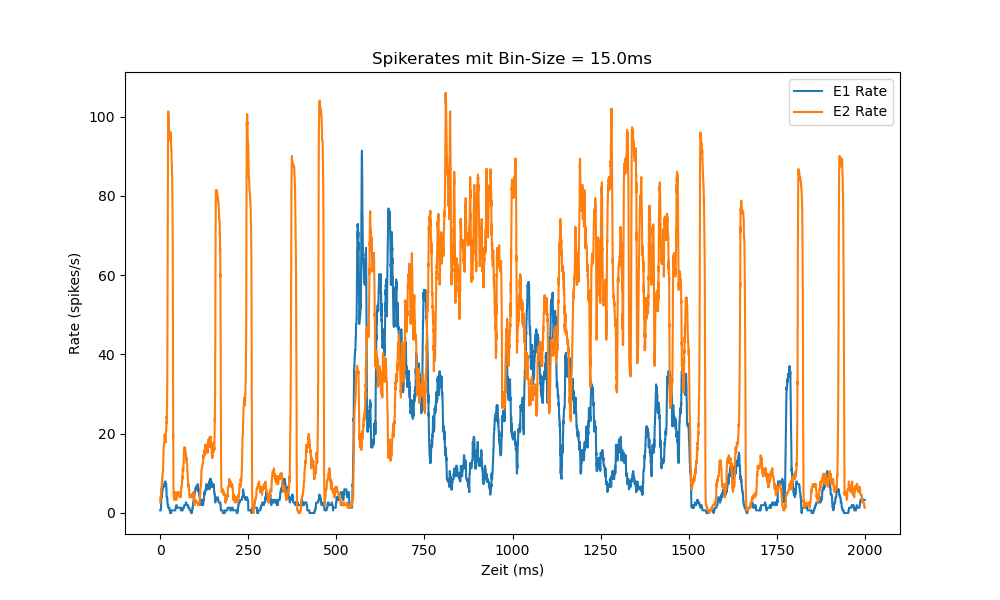 Spikerates mit Bin-Size = 15.0ms
E1 Rate
E2 Rate
Rate (spikes/s)
100
80
60
40
20
0
0 250 500 750 1000 1250 1500 1750 2000
Zeit (ms)